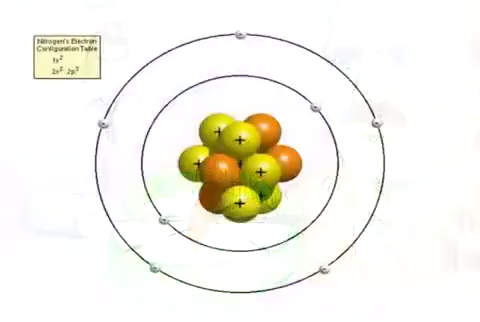 Nitrogen's Electron
Configuration Table
1s²
2s² 2p³
+
+
+
+
+
+